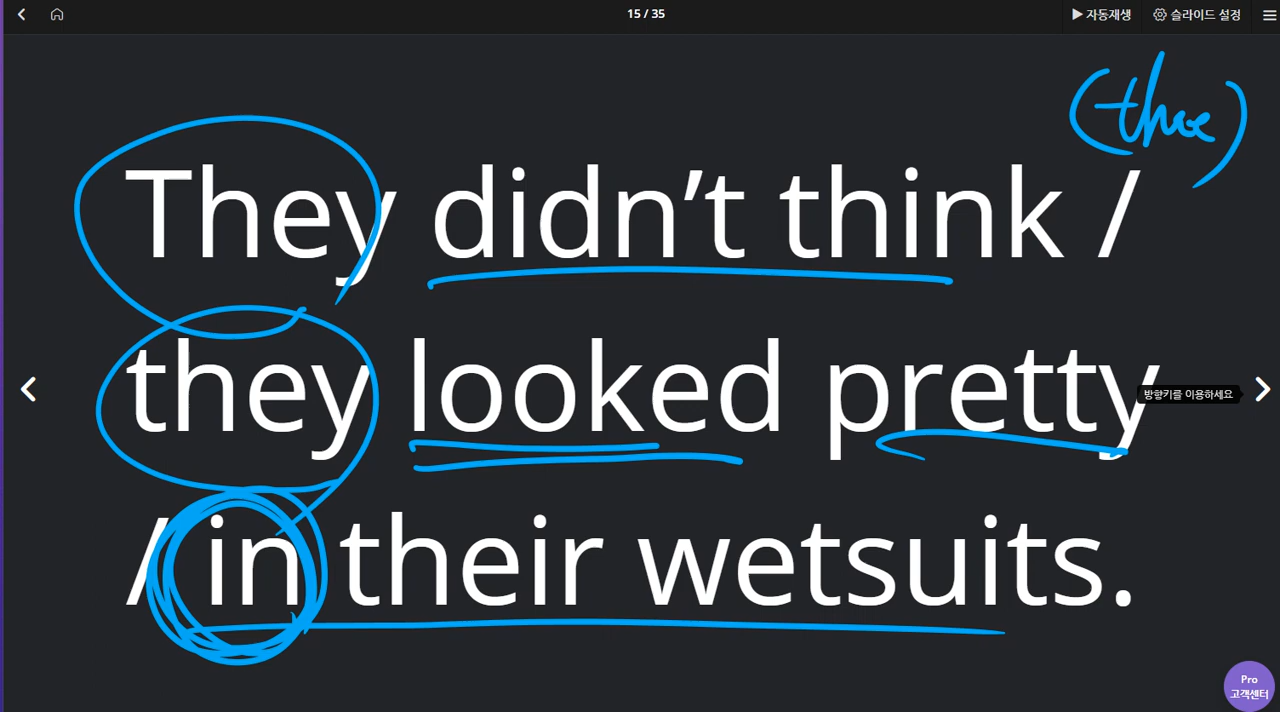 15 / 35
자동재생
슬라이드 설정
They didn't think /
they looked pretty
/ in their wetsuits.
방향키를 이용하세요
Pro
고객센터